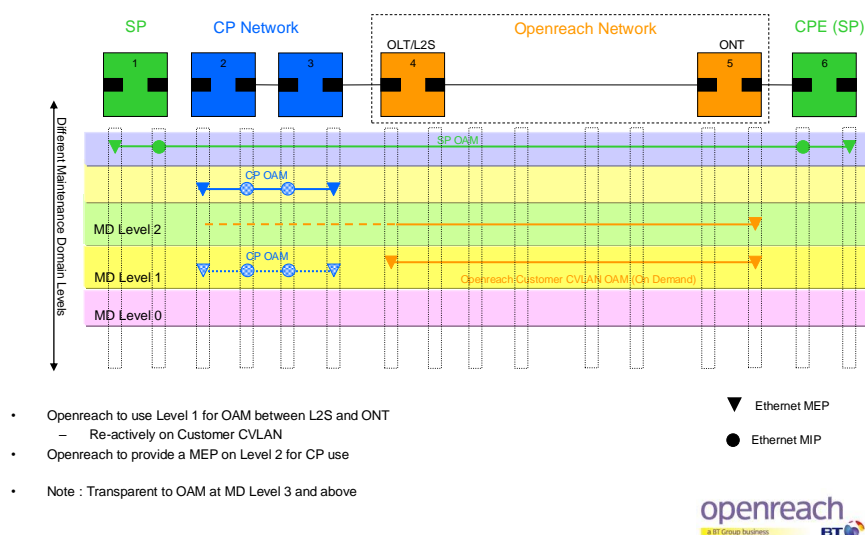 SP
CP Network
Openreach Network
CPE (SP)
OLT/L2S
ONT
1
2
3
4
5
6
Different Maintenance Domain Levels
SP OAM
CP OAM
MD Level 2
CP OAM
MD Level 1
Openreach Customer CVLAN OAM (On Demand)
MD Level 0
• Openreach to use Level 1 for OAM between L2S and ONT
– Re-actively on Customer CVLAN
• Openreach to provide a MEP on Level 2 for CP use
• Note : Transparent to OAM at MD Level 3 and above
Ethernet MEP
Ethernet MIP
openreach
a BT Group business
BT